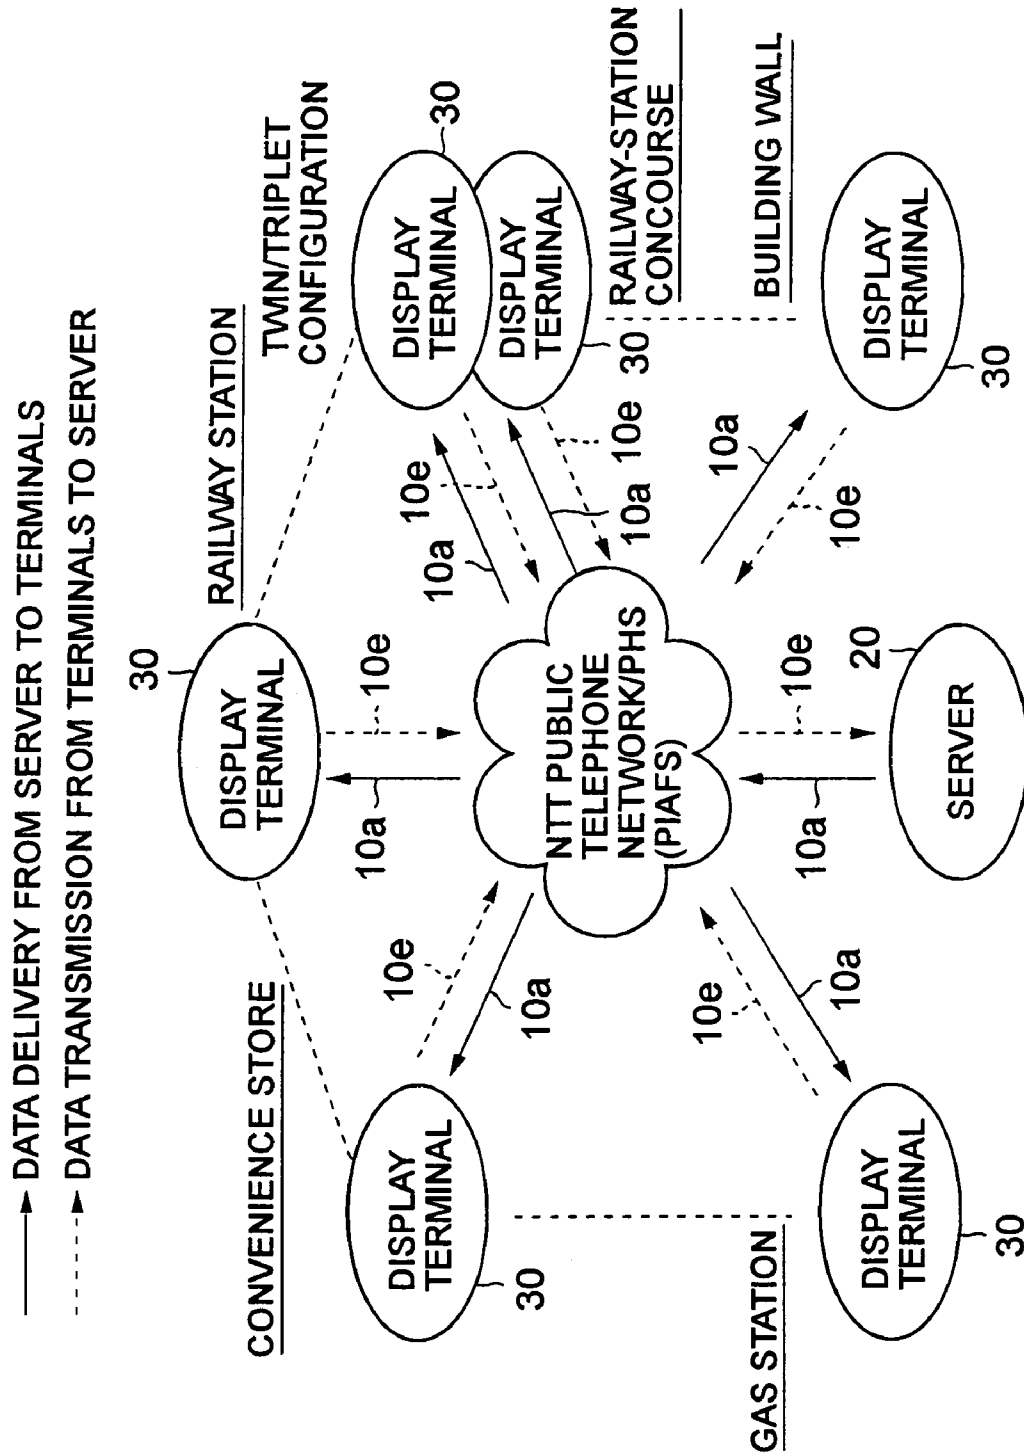 DATA DELIVERY FROM SERVER TO TERMINALS
DATA TRANSMISSION FROM TERMINALS TO SERVER
30
RAILWAY STATION
DISPLAY
TERMINAL
TWIN/TRIPLET
CONFIGURATION
30
DISPLAY
TERMINAL
DISPLAY
TERMINAL
30
RAILWAY-STATION
CONCOURSE
CONVENIENCE STORE
DISPLAY
TERMINAL
30
10e
10a
10a
10e
10a
10e
10a
10e
NTT PUBLIC
TELEPHONE
NETWORK/PHS
(PIAFS)
BUILDING WALL
10a
10e
DISPLAY
TERMINAL
30
GAS STATION
10e
10a
DISPLAY
TERMINAL
30
10a
10e
20
SERVER